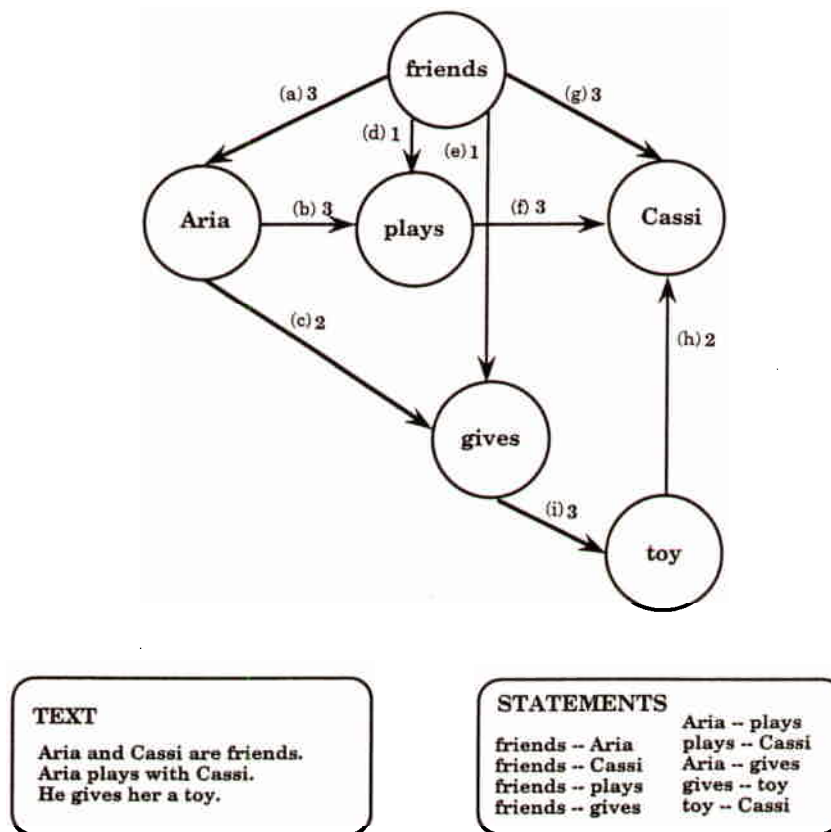 friends
(a) 3
(g) 3
(d) 1
(e) 1
Aria
(b) 3
plays
(f) 3
Cassi
(c) 2
(h) 2
gives
(i) 3
toy
TEXT
Aria and Cassi are friends.
Aria plays with Cassi.
He gives her a toy.
STATEMENTS
friends -- Aria
friends -- Cassi
friends -- plays
friends -- gives
Aria -- plays
plays -- Cassi
Aria -- gives
gives -- toy
toy -- Cassi